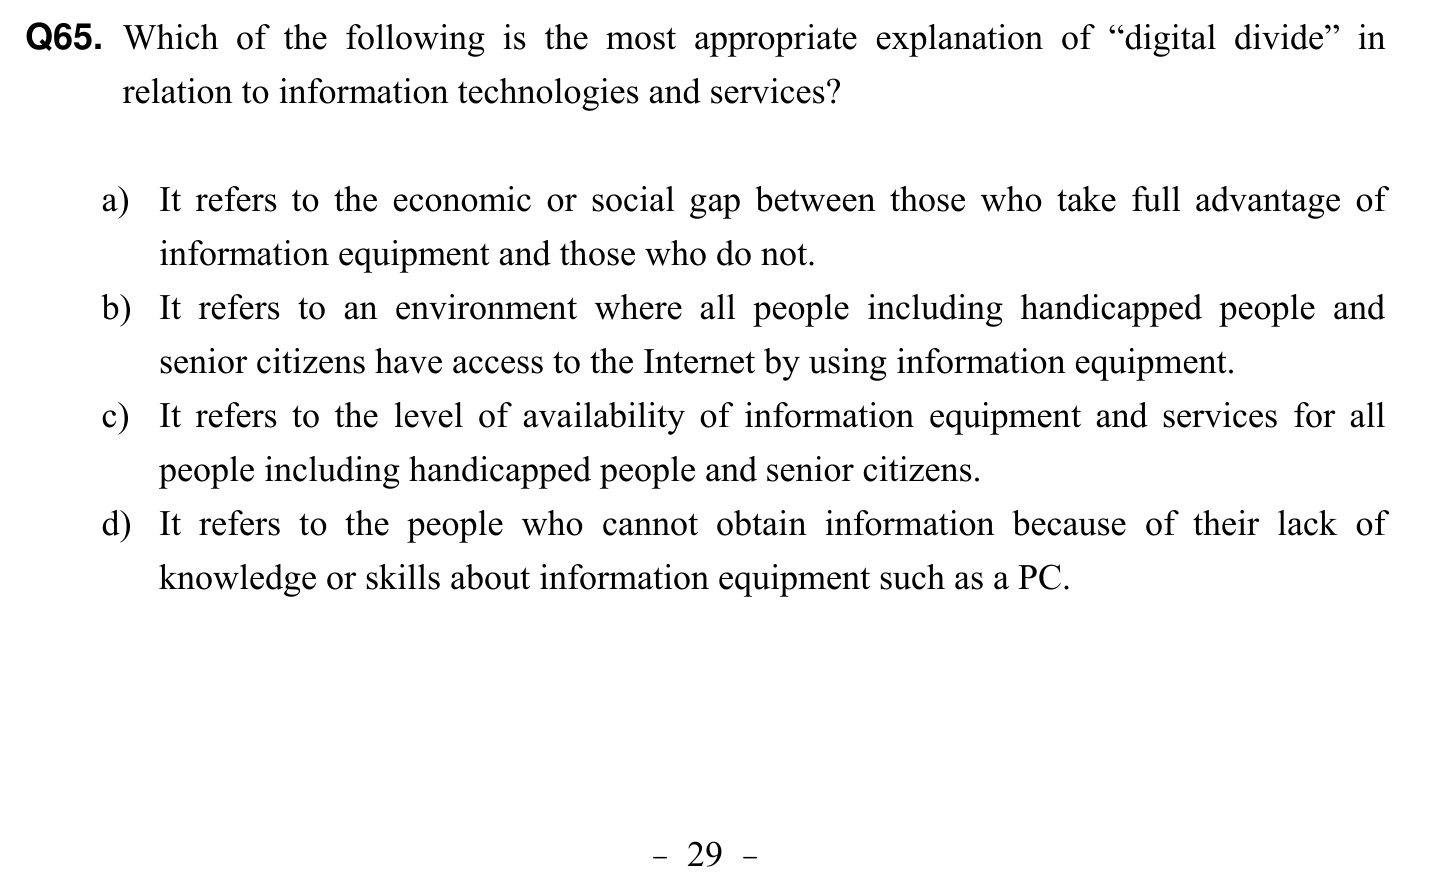 Q65. Which of the following is the most appropriate explanation of “digital divide” in
relation to information technologies and services?
a) It refers to the economic or social gap between those who take full advantage of
information equipment and those who do not.
b) It refers to an environment where all people including handicapped people and
senior citizens have access to the Internet by using information equipment.
c) It refers to the level of availability of information equipment and services for all
people including handicapped people and senior citizens.
d) It refers to the people who cannot obtain information because of their lack of
knowledge or skills about information equipment such as a PC.
– 29 –